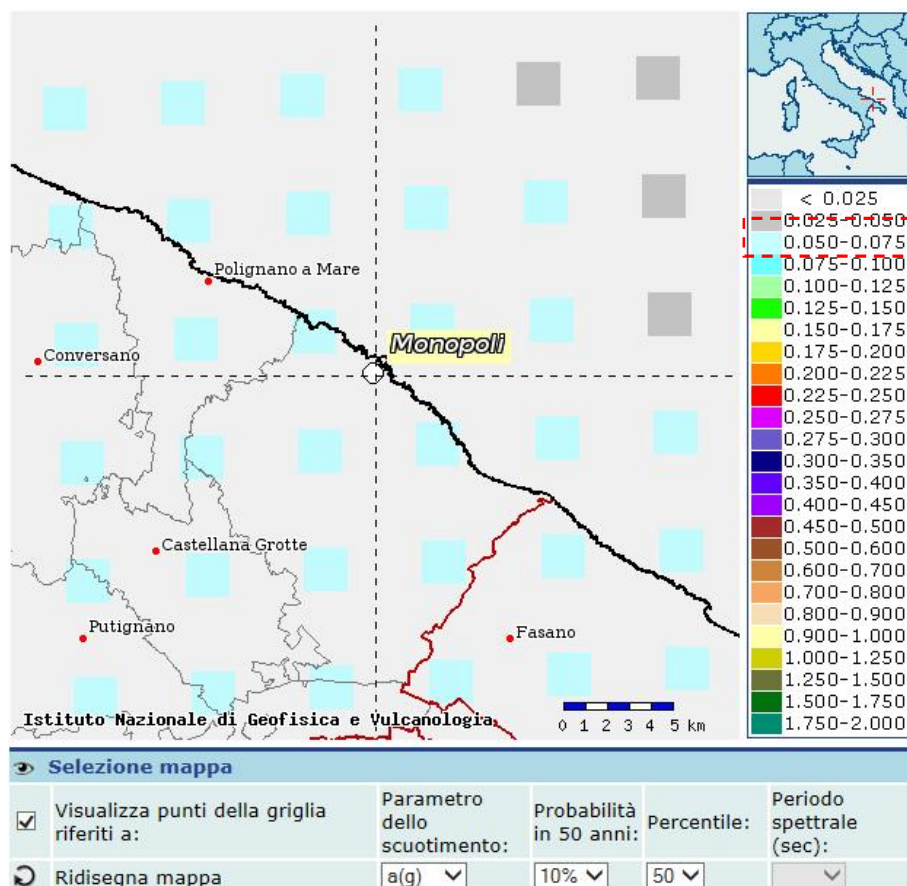 Polignano a Mare
Monopoli
Conversano
Castellana Grotte
Putignano
Fasano
Istituto Nazionale di Geofisica e Vulcanologia
0 1 2 3 4 5 km
< 0.025
0.025-0.050
0.050-0.075
0.075-0.100
0.100-0.125
0.125-0.150
0.150-0.175
0.175-0.200
0.200-0.225
0.225-0.250
0.250-0.275
0.275-0.300
0.300-0.350
0.350-0.400
0.400-0.450
0.450-0.500
0.500-0.600
0.600-0.700
0.700-0.800
0.800-0.900
0.900-1.000
1.000-1.250
1.250-1.500
1.500-1.750
1.750-2.000
Selezione mappa
Visualizza punti della griglia
riferiti a:
Parametro
dello
scuotimento:
Probabilità
in 50 anni:
Percentile:
Periodo
spettrale
(sec):
Ridisegna mappa
a(g)
10%
50